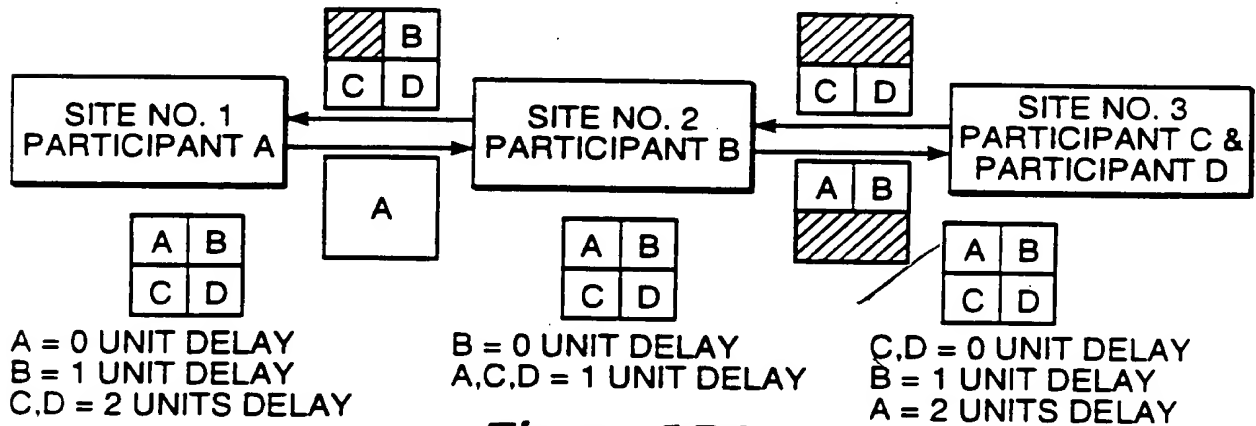 B
C D
C D
SITE NO. 1
PARTICIPANT A
SITE NO. 2
PARTICIPANT B
SITE NO. 3
PARTICIPANT C &
PARTICIPANT D
A
A B
A B
C D
A B
C D
A B
C D
A = 0 UNIT DELAY
B = 1 UNIT DELAY
C,D = 2 UNITS DELAY
B = 0 UNIT DELAY
A,C,D = 1 UNIT DELAY
C,D = 0 UNIT DELAY
B = 1 UNIT DELAY
A = 2 UNITS DELAY